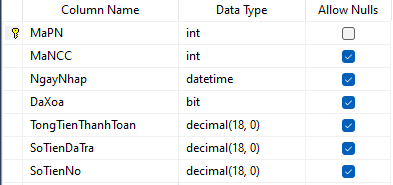 Column Name Data Type Allow Nulls
MaPN int
MaNCC int
NgayNhap datetime
DaXoa bit
TongTienThanhToan decimal(18, 0)
SoTienDaTra decimal(18, 0)
SoTienNo decimal(18, 0)